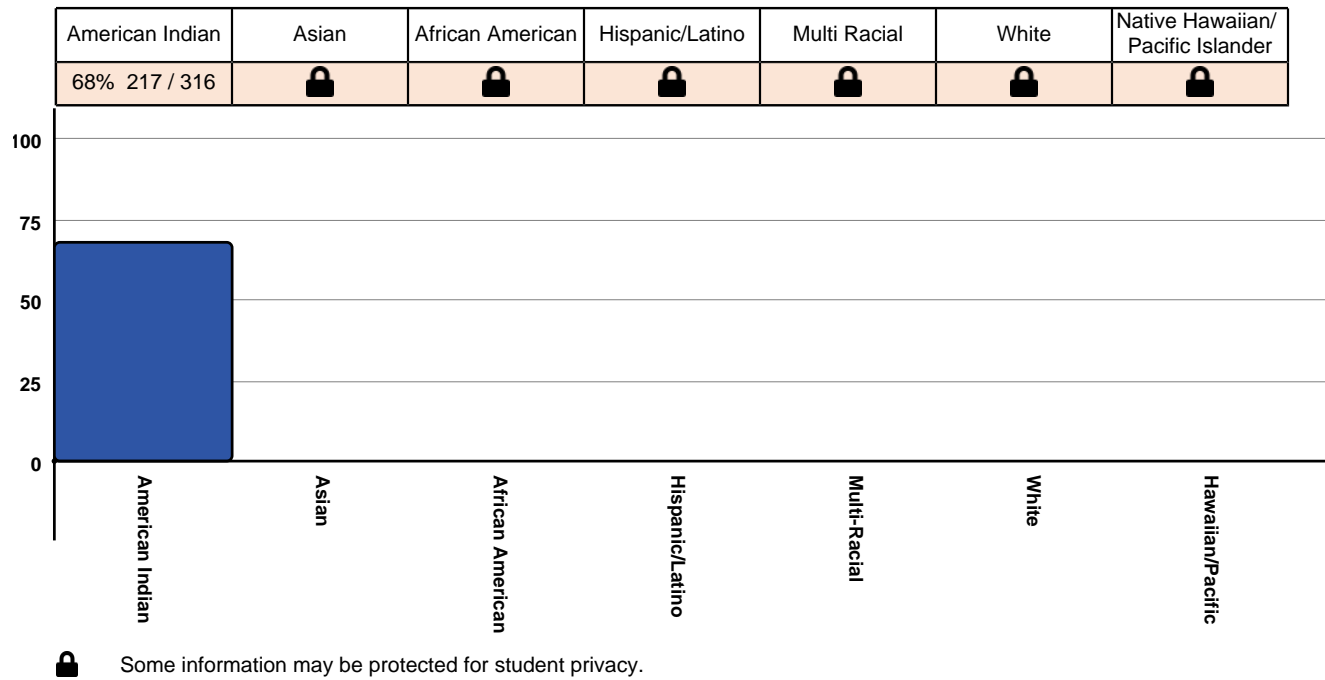 American Indian Asian African American Hispanic/Latino Multi Racial White Native Hawaiian/
Pacific Islander
68% 217 / 316
100
75
50
25
0
American Indian
Asian
African American
Hispanic/Latino
Multi-Racial
White
Hawaiian/Pacific
Some information may be protected for student privacy.